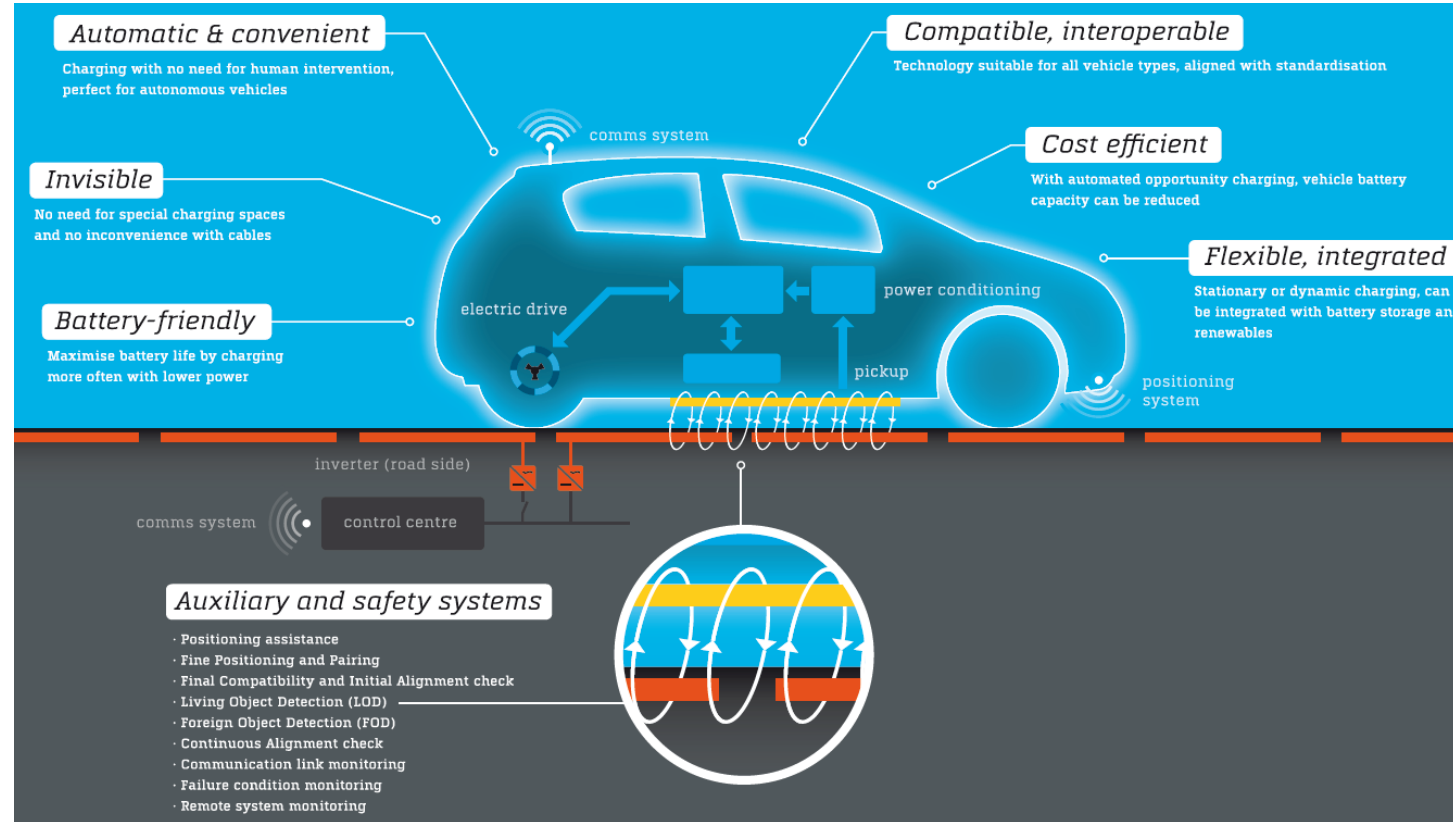 Automatic & convenient
Charging with no need for human intervention,
perfect for autonomous vehicles
Compatible, interoperable
Technology suitable for all vehicle types, aligned with standardisation
comms system
Cost efficient
With automated opportunity charging, vehicle battery
capacity can be reduced
Invisible
No need for special charging spaces
and no inconvenience with cables
Flexible, integrated
Stationary or dynamic charging, can
be integrated with battery storage an
renewables
electric drive
power conditioning
Battery-friendly
Maximise battery life by charging
more often with lower power
pickup
positioning
system
inverter (road side)
comms system
control centre
Auxiliary and safety systems
· Positioning assistance
· Fine Positioning and Pairing
· Final Compatibility and Initial Alignment check
· Living Object Detection (LOD)
· Foreign Object Detection (FOD)
· Continuous Alignment check
· Communication link monitoring
· Failure condition monitoring
· Remote system monitoring